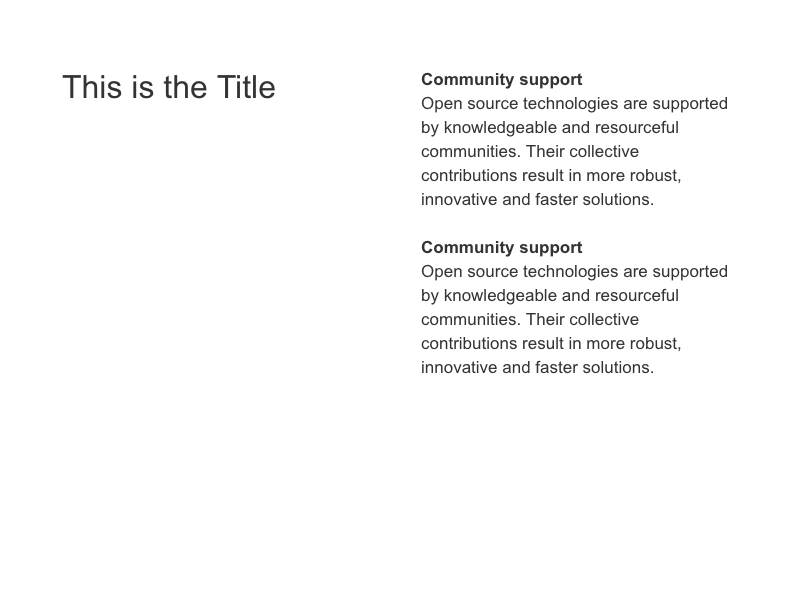 This is the Title
Community support
Open source technologies are supported
by knowledgeable and resourceful
communities. Their collective
contributions result in more robust,
innovative and faster solutions.
Community support
Open source technologies are supported
by knowledgeable and resourceful
communities. Their collective
contributions result in more robust,
innovative and faster solutions.